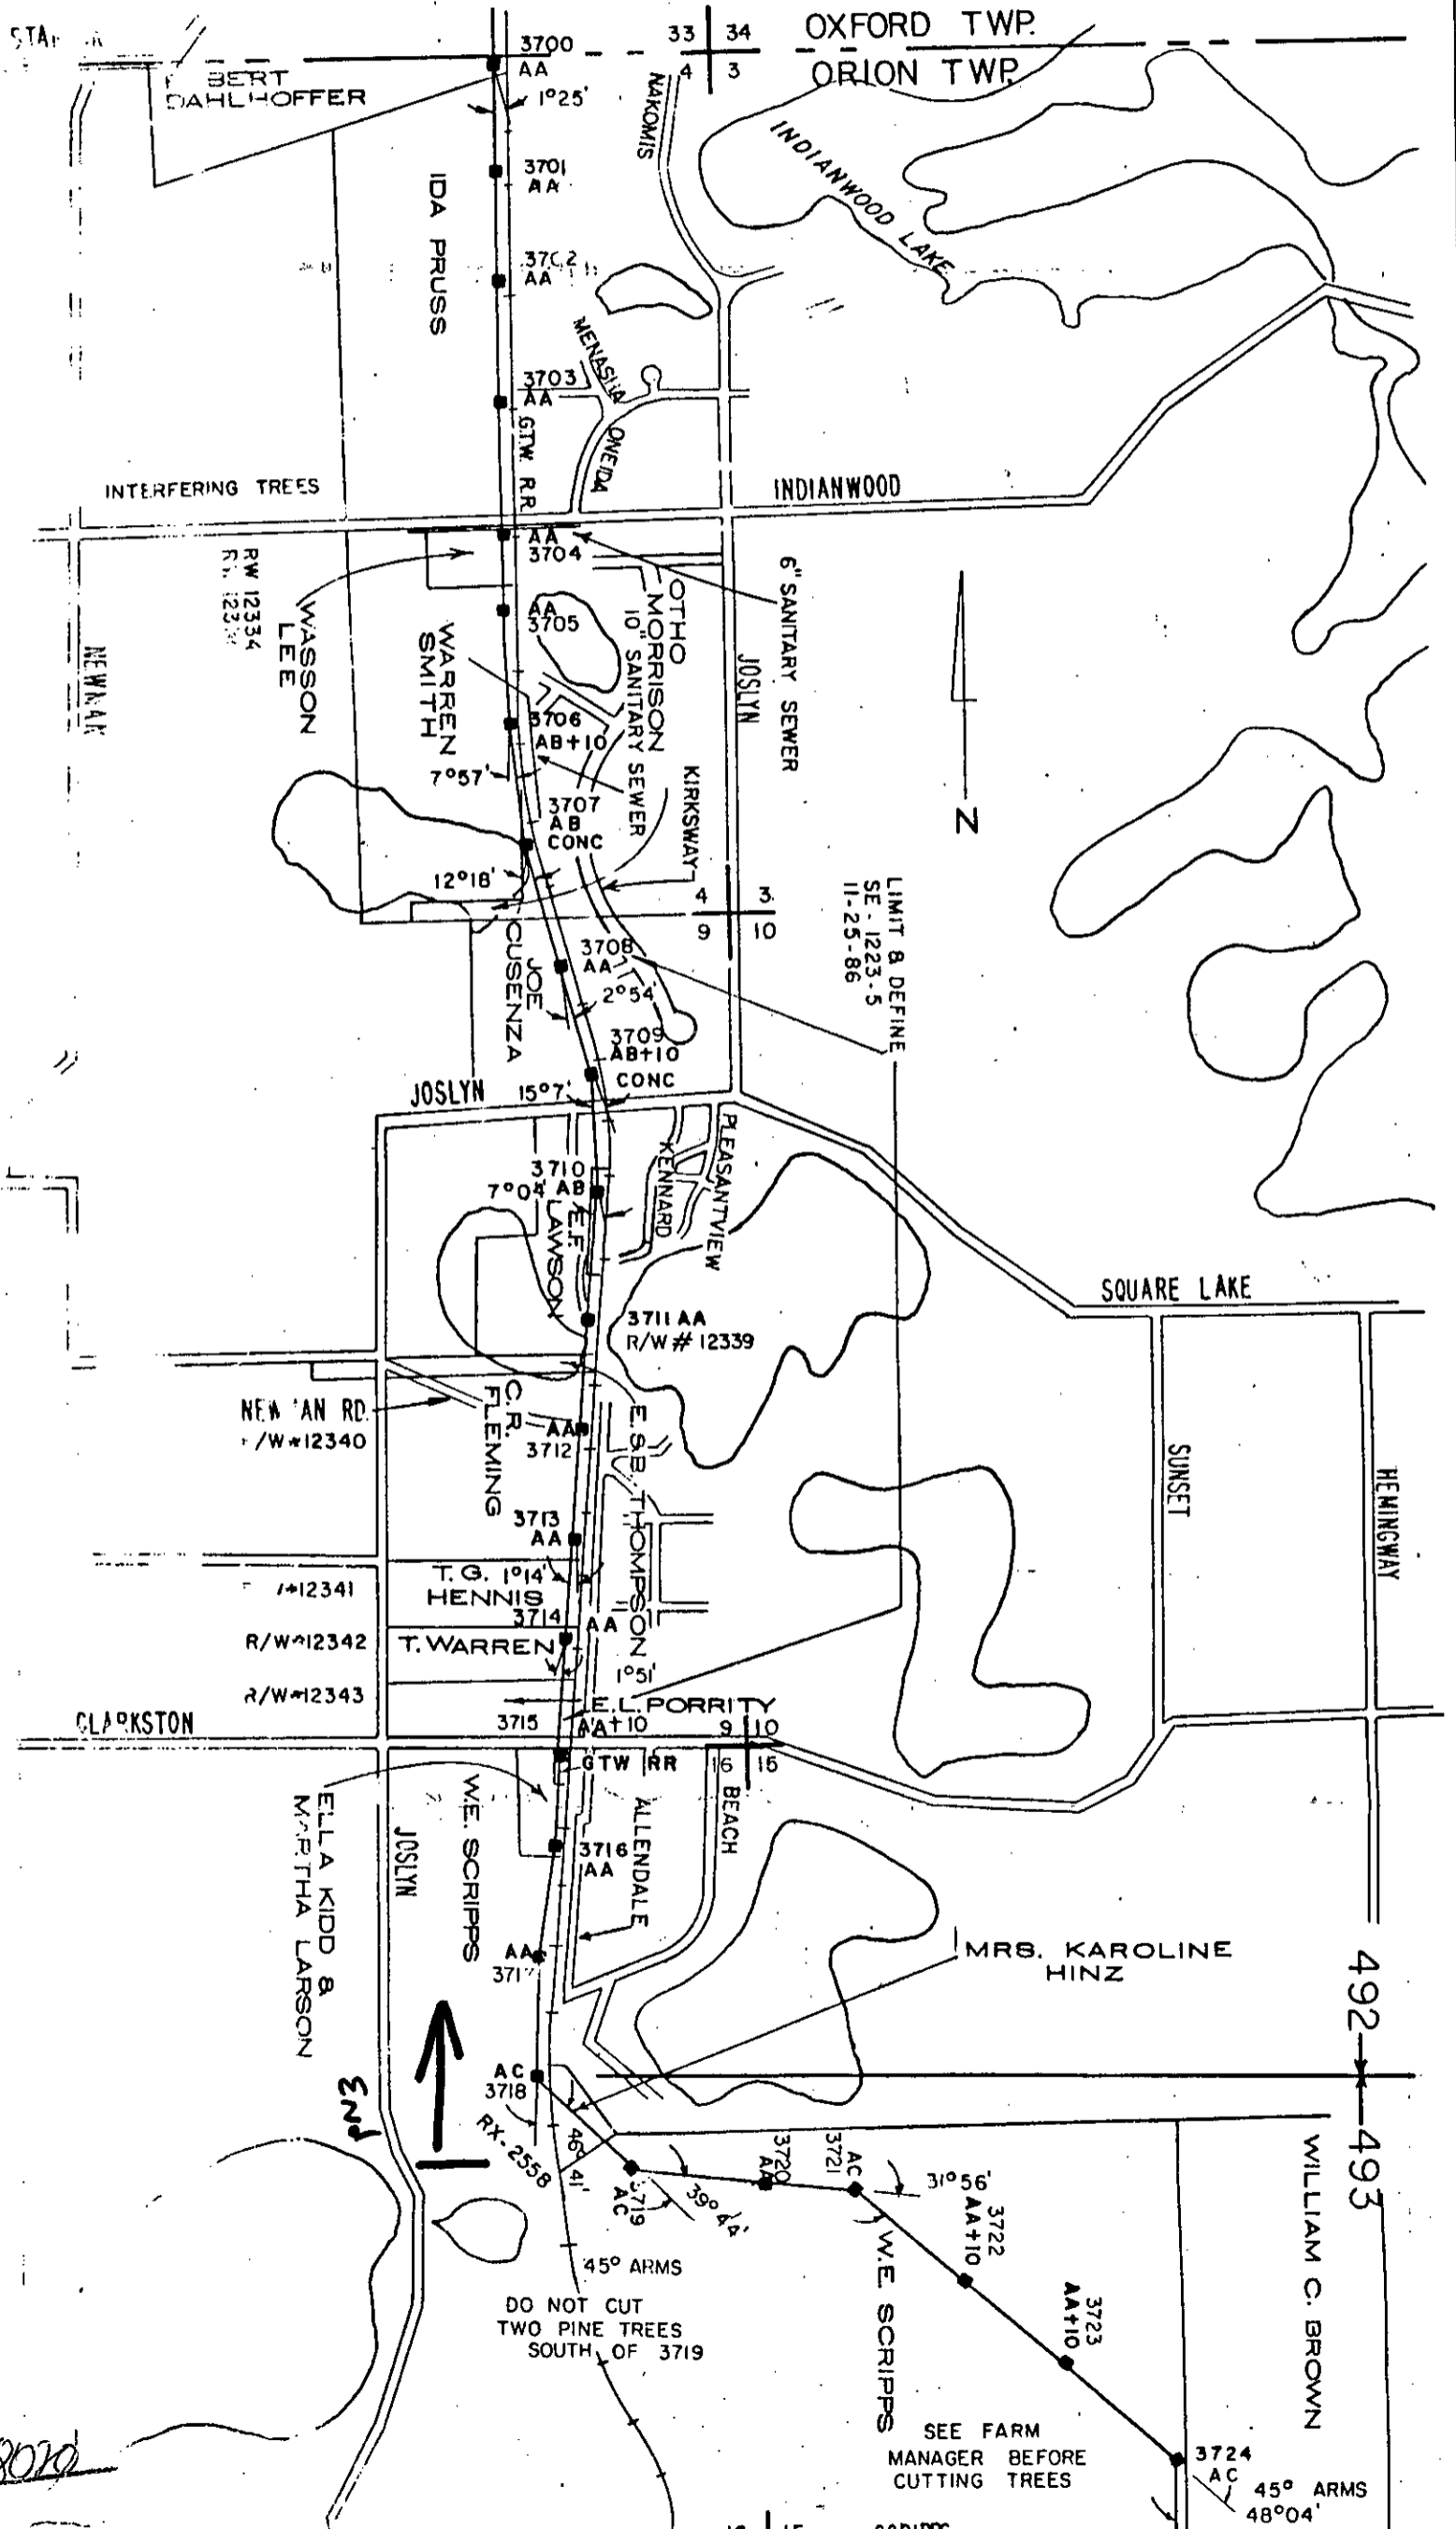 33 34
OXFORD TWP.
4 3
ORION TWP.
3700
AA
BERT
DAHLHOFFER
1°25'
NAKOMIS
INDIANWOOD LAKE
3701
AA
IDA PRUSS
AA
MENASHA
3703
AA
ONEIDA
G.T.W. R.R.
INTERFERING TREES
INDIANWOOD
AA
3704
6" SANITARY SEWER
RW 12334
WASSON
LEE
AA
3705
OTHO
MORRISON
10" SANITARY SEWER
JOSLYN
WARREN
SMITH
3706
AB+10
7°57'
KIRKSWAY
N
3707
AB
CONC
12°18'
4 3
9 10
LIMIT & DEFINE
SE-1223-5
11-25-86
JOE
CUSENZA
3708
AA
2°54'
3709
AB+10
CONC
JOSLYN
15°7'
PLEASANTVIEW
KENNARD
3710
AB
7°04'
E.F.
LAWSON
SQUARE LAKE
3711 AA
R/W# 12339
C.R.
FLEMING
AA
3712
E.S.B. THOMPSON
SUNSET
HEMINGWAY
3713
AA
T.G.
HENNIS
1°14'
3714
AA
R/W#12342
T. WARREN
1°51'
R/W#12343
E.L. PORRITY
CLARKSTON
3715
AA+10
9 10
16 15
GTW RR
BEACH
ALLENDALE
W.E. SCRIPPS
ELLA KIDD &
MARTHA LARSON
JOSLYN
3716
AA
MRS. KAROLINE
HINZ
AA
492
493
AC
3718
RX-2558
46° 41'
3719
AC
39°44'
3720
AA
3721
AC
31°56'
3722
AA+10
WILLIAM C. BROWN
W.E. SCRIPPS
3723
AA+10
45° ARMS
DO NOT CUT
TWO PINE TREES
SOUTH OF 3719
SEE FARM
MANAGER BEFORE
CUTTING TREES
3724
AC
45° ARMS
48°04'